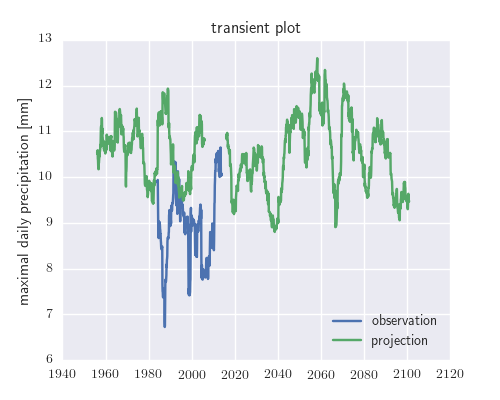 transient plot
maximal daily precipitation [mm]
13
12
11
10
9
8
7
6
1940 1960 1980 2000 2020 2040 2060 2080 2100 2120
observation
projection